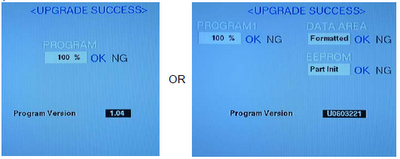 <UPGRADE SUCCESS>
PROGRAM
100 % OK NG
Program Version 1.04
OR
<UPGRADE SUCCESS>
PROGRAM1 DATA AREA
100 % OK NG Formatted OK NG
EEPROM
Part Init OK NG
Program Version U0603221